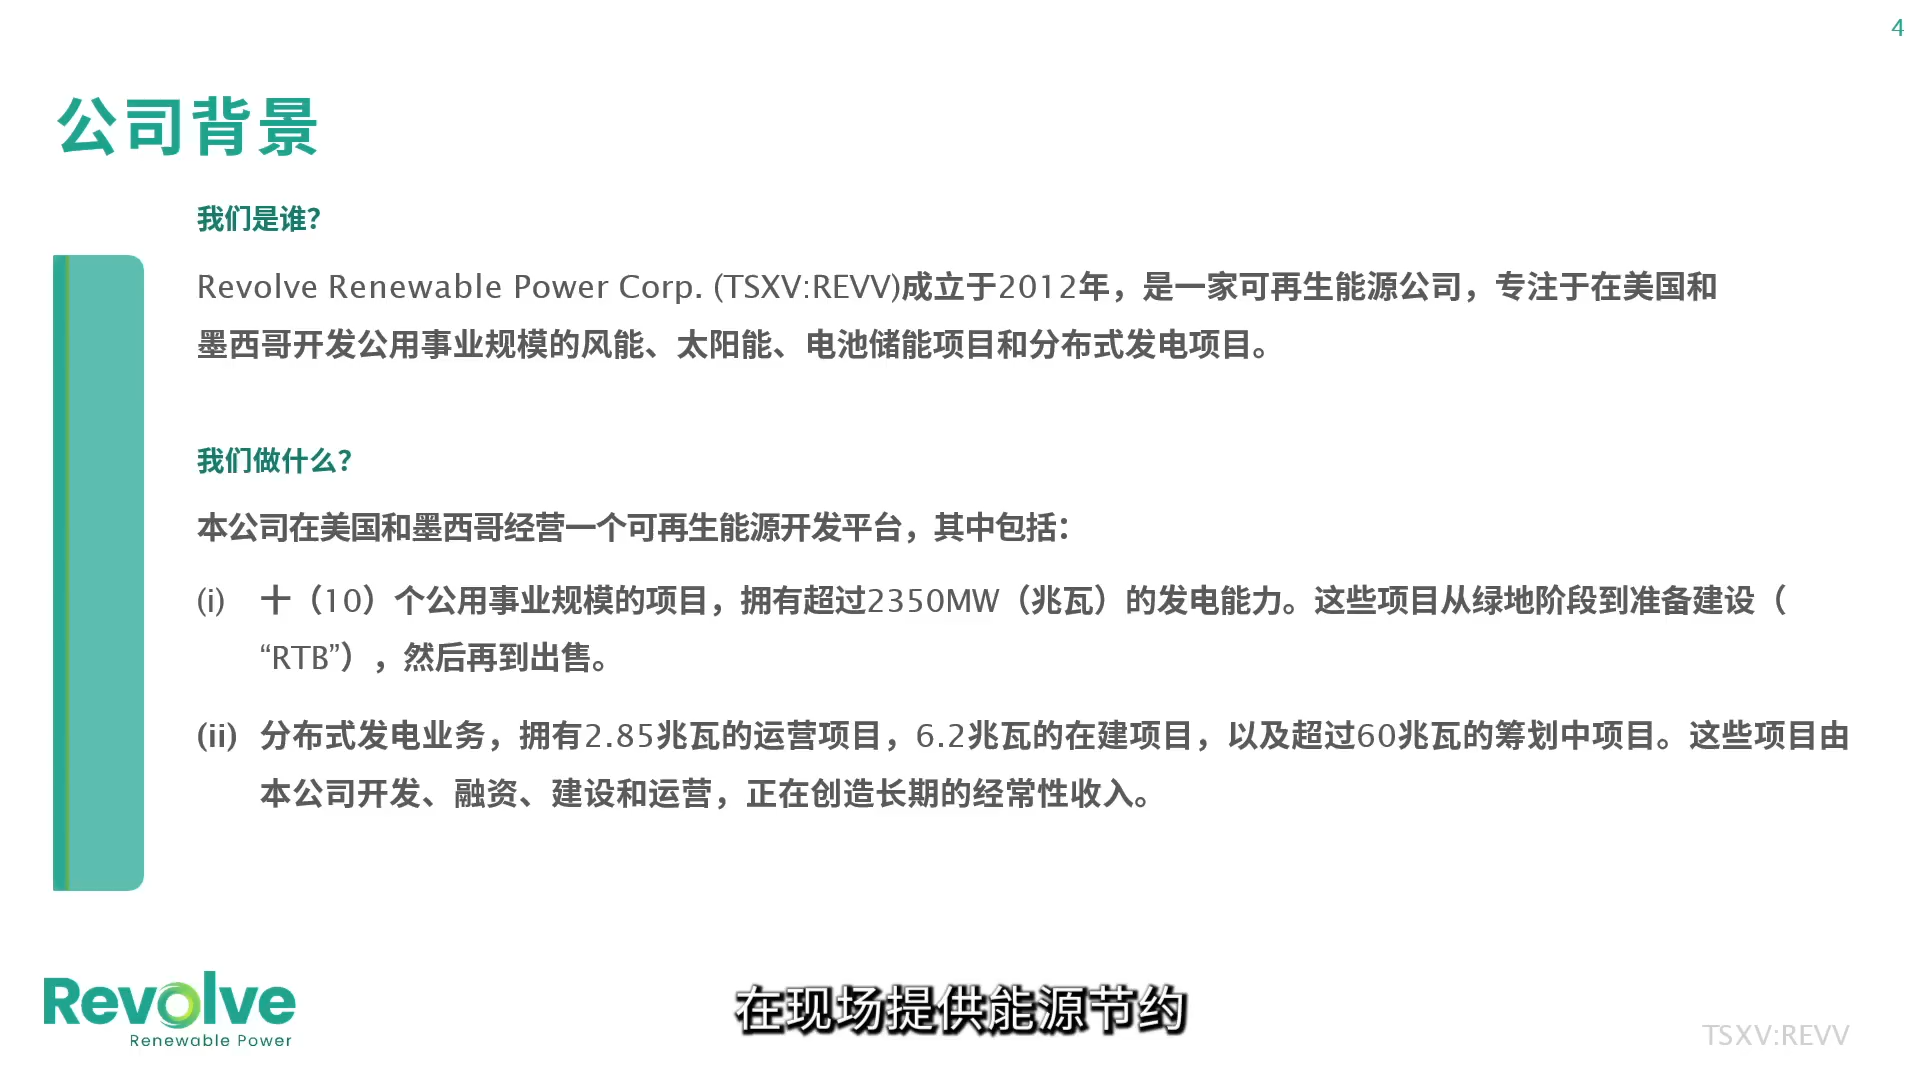 4
公司背景
我们是谁？
Revolve Renewable Power Corp. (TSXV:REVV)成立于2012年，是一家可再生能源公司，专注于在美国和
墨西哥开发公用事业规模的风能、太阳能、电池储能项目和分布式发电项目。
我们做什么？
本公司在美国和墨西哥经营一个可再生能源开发平台，其中包括：
(i) 十（10）个公用事业规模的项目，拥有超过2350MW（兆瓦）的发电能力。这些项目从绿地阶段到准备建设（
“RTB”），然后再到出售。
(ii) 分布式发电业务，拥有2.85兆瓦的运营项目，6.2兆瓦的在建项目，以及超过60兆瓦的筹划中项目。这些项目由
本公司开发、融资、建设和运营，正在创造长期的经常性收入。
Revolve
Renewable Power
在现场提供能源节约
TSXV:REVV